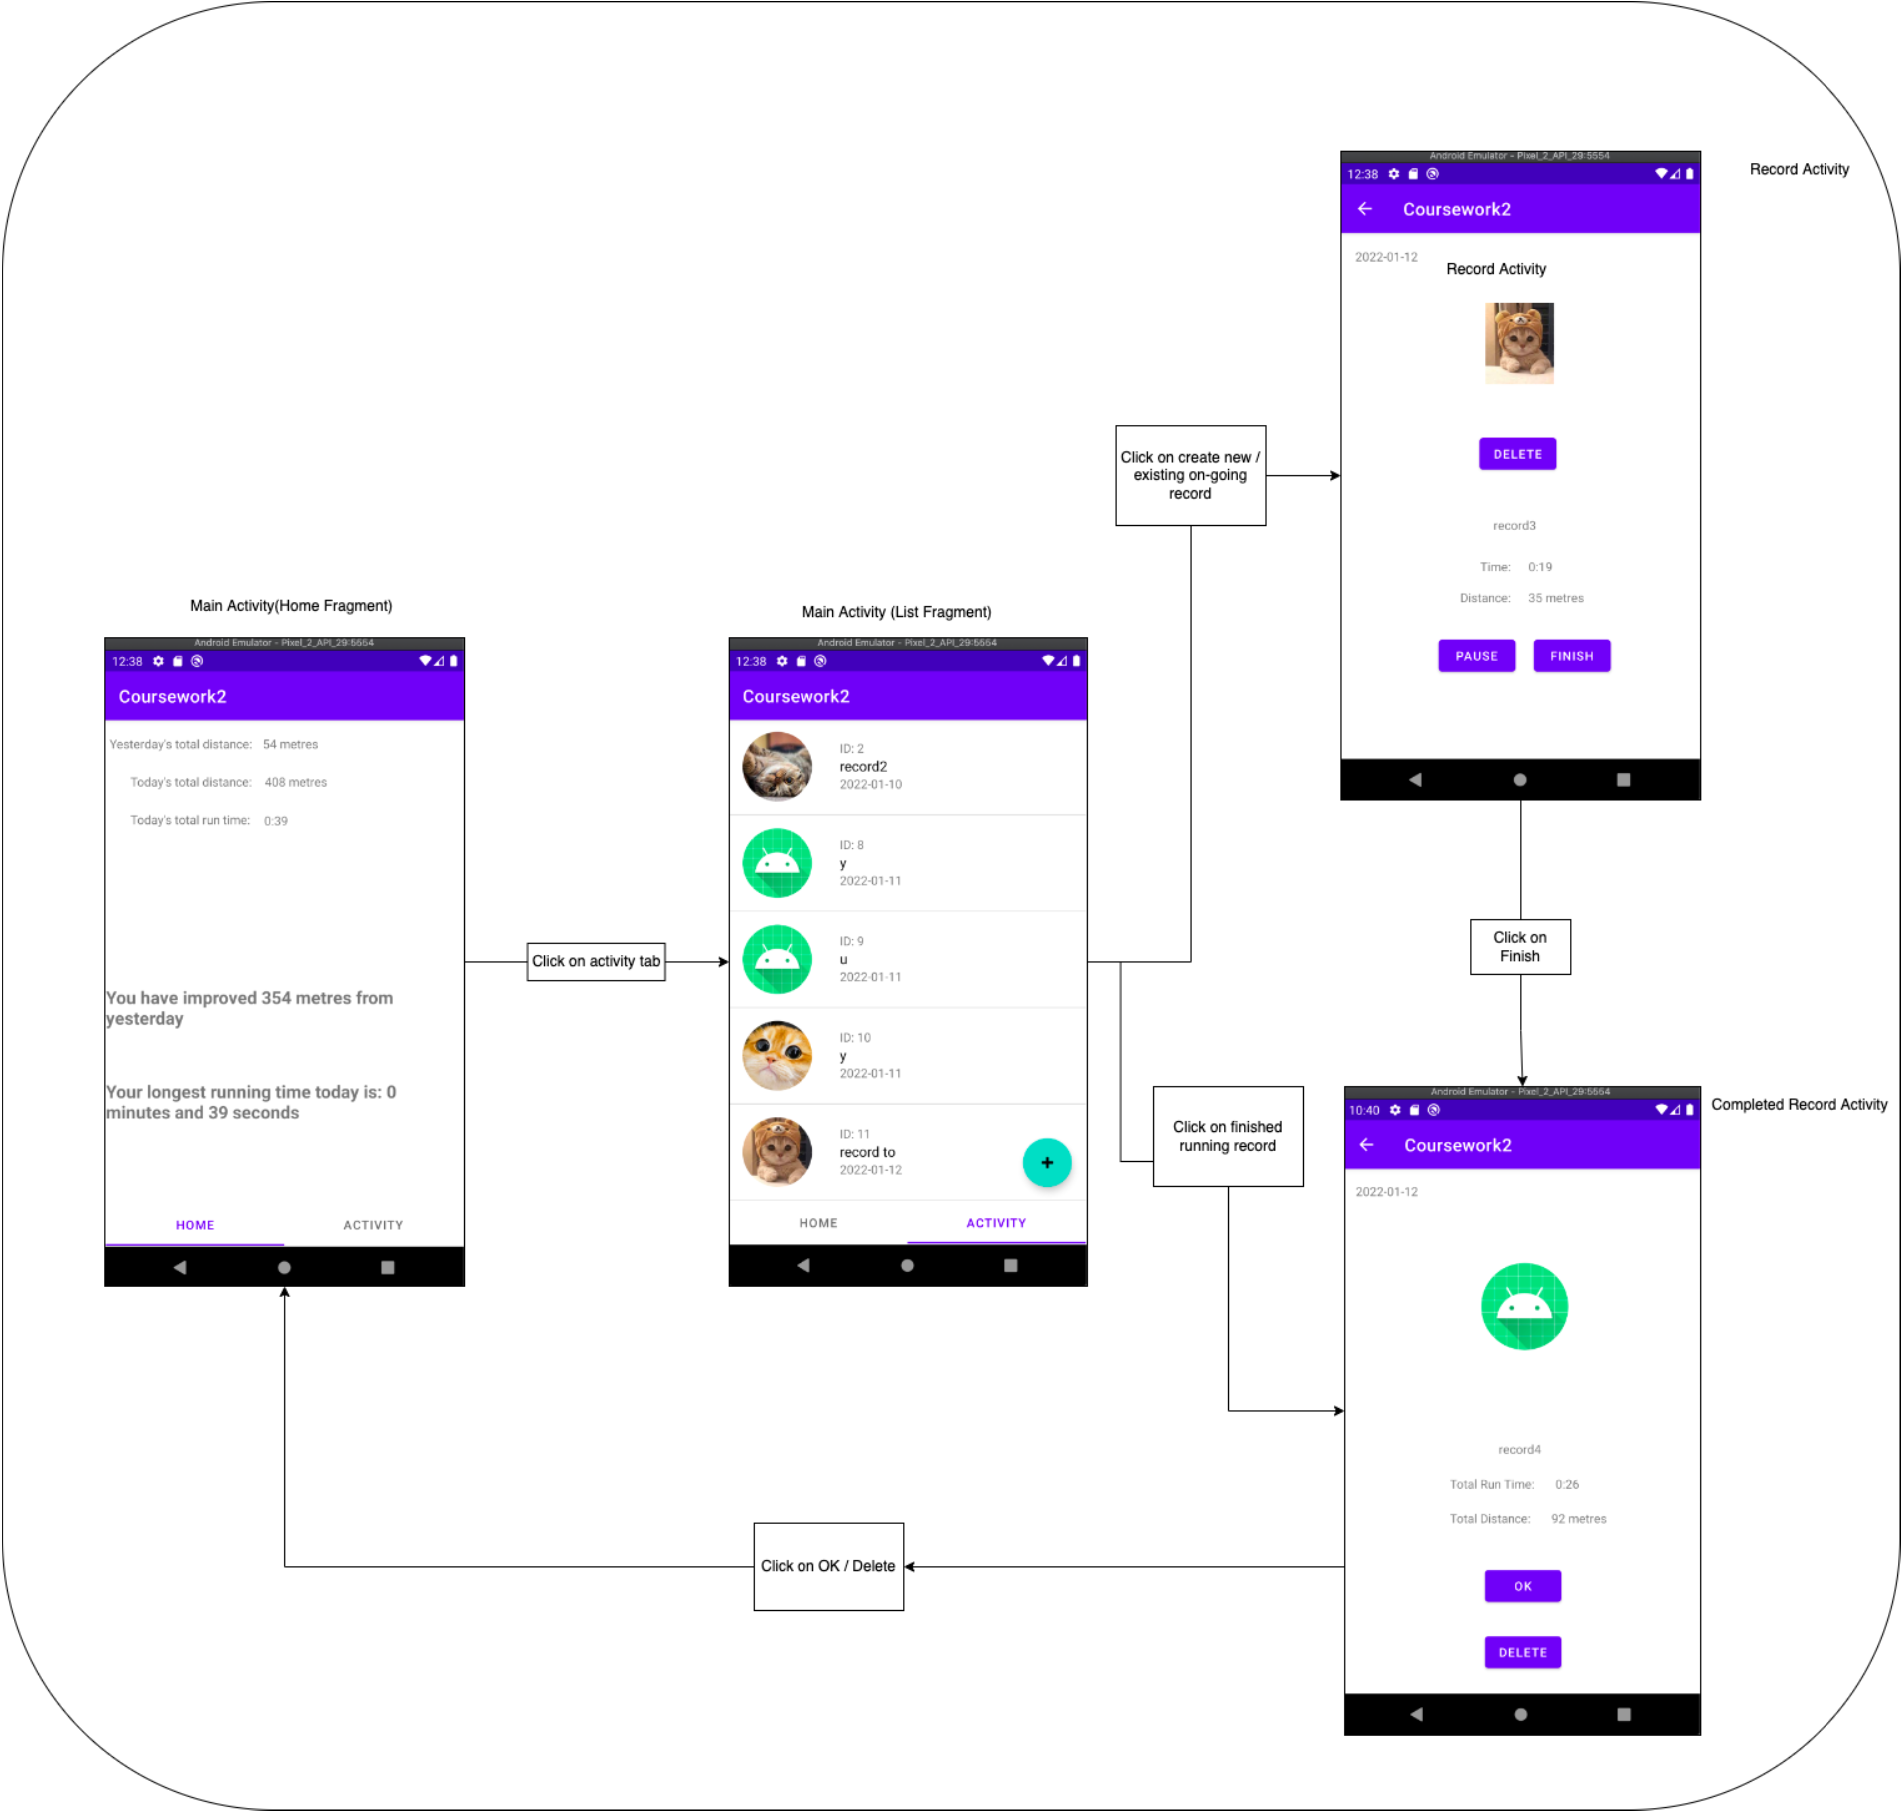 Record Activity
Android Emulator - Pixel_2_API_29:5554
12:38
Coursework2
2022-01-12
Record Activity
DELETE
record3
Time: 0:19
Distance: 35 metres
PAUSE FINISH
Click on create new /
existing on-going
record
Main Activity(Home Fragment)
Android Emulator - Pixel_2_API_29:5554
12:38
Coursework2
Yesterday's total distance: 54 metres
Today's total distance: 408 metres
Today's total run time: 0:39
You have improved 354 metres from
yesterday
Your longest running time today is: 0
minutes and 39 seconds
HOME ACTIVITY
Click on activity tab
Main Activity (List Fragment)
Android Emulator - Pixel_2_API_29:5554
12:38
Coursework2
ID: 2
record2
2022-01-10
ID: 8
y
2022-01-11
ID: 9
u
2022-01-11
ID: 10
y
2022-01-11
ID: 11
record to
2022-01-12
+
HOME ACTIVITY
Click on
Finish
Click on finished
running record
Completed Record Activity
Android Emulator - Pixel_2_API_29:5554
10:40
Coursework2
2022-01-12
record4
Total Run Time: 0:26
Total Distance: 92 metres
OK
DELETE
Click on OK / Delete